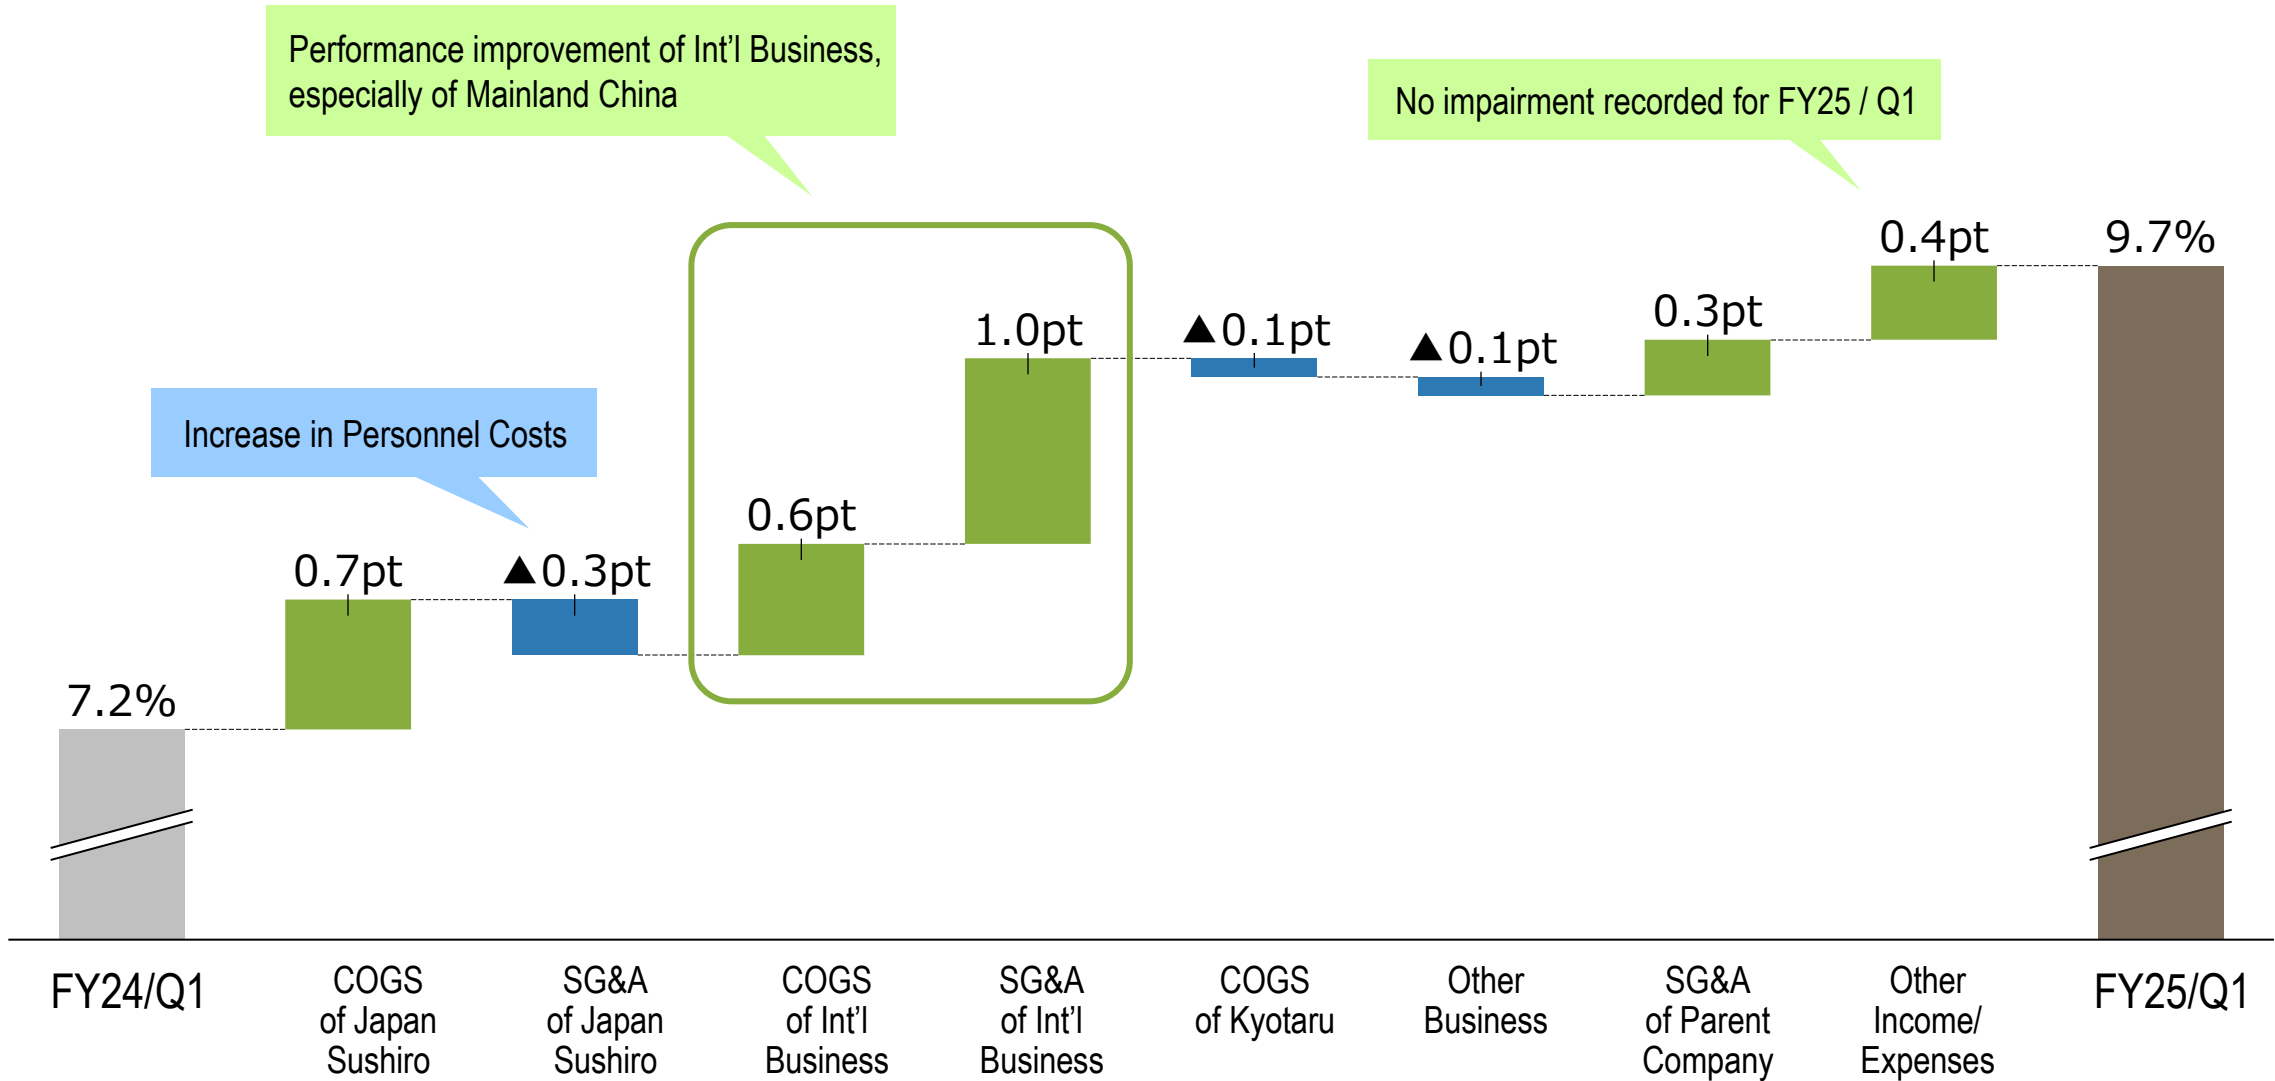 Performance improvement of Int’l Business,
especially of Mainland China
No impairment recorded for FY25 / Q1
Increase in Personnel Costs
7.2%
0.7pt
▲0.3pt
0.6pt
1.0pt
▲0.1pt
▲0.1pt
0.3pt
0.4pt
9.7%
FY24/Q1
COGS
of Japan
Sushiro
SG&A
of Japan
Sushiro
COGS
of Int’l
Business
SG&A
of Int’l
Business
COGS
of Kyotaru
Other
Business
SG&A
of Parent
Company
Other
Income/
Expenses
FY25/Q1